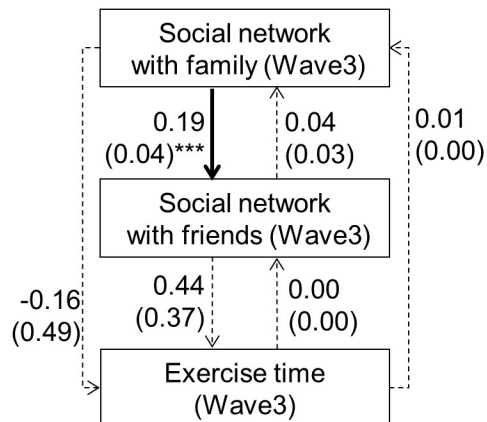 Social network
with family (Wave3)
0.19
(0.04)***
0.04
(0.03)
0.01
(0.00)
Social network
with friends (Wave3)
-0.16
(0.49)
0.44
(0.37)
0.00
(0.00)
Exercise time
(Wave3)